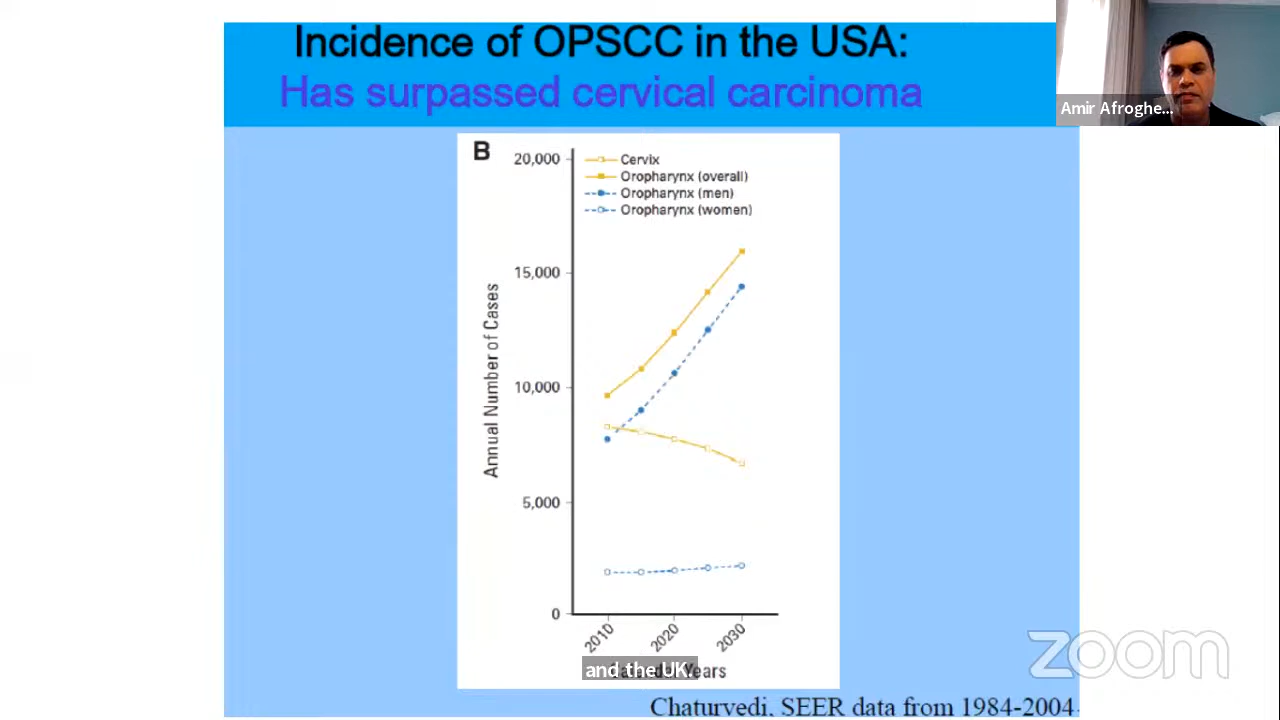 Incidence of OPSCC in the USA:
Has surpassed cervical carcinoma
Amir Afroghe...
B
20,000
Cervix
Oropharynx (overall)
Oropharynx (men)
Oropharynx (women)
15,000
10,000
5,000
0
Annual Number of Cases
2010
2020
2030
Years
and the UK.
zoom
Chaturvedi, SEER data from 1984-2004